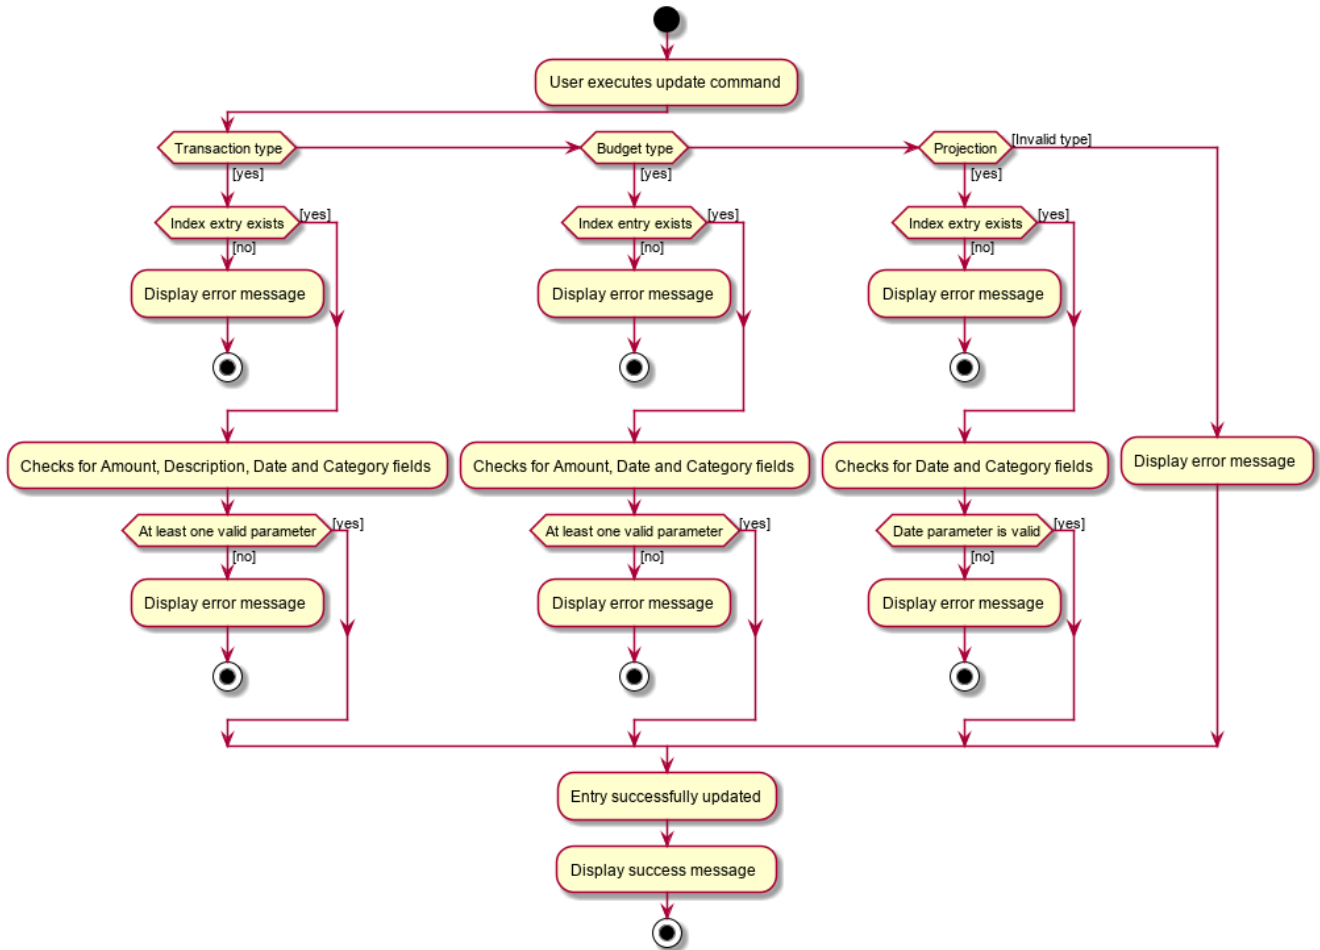 User executes update command
Transaction type
Budget type
Projection
[Invalid type]
[yes]
[yes]
[yes]
Index extry exists
[yes]
Index entry exists
[yes]
Index extry exists
[yes]
[no]
[no]
[no]
Display error message
Display error message
Display error message
Checks for Amount, Description, Date and Category fields
Checks for Amount, Date and Category fields
Checks for Date and Category fields
Display error message
At least one valid parameter
[yes]
At least one valid parameter
[yes]
Date parameter is valid
[yes]
[no]
[no]
[no]
Display error message
Display error message
Display error message
Entry successfully updated
Display success message